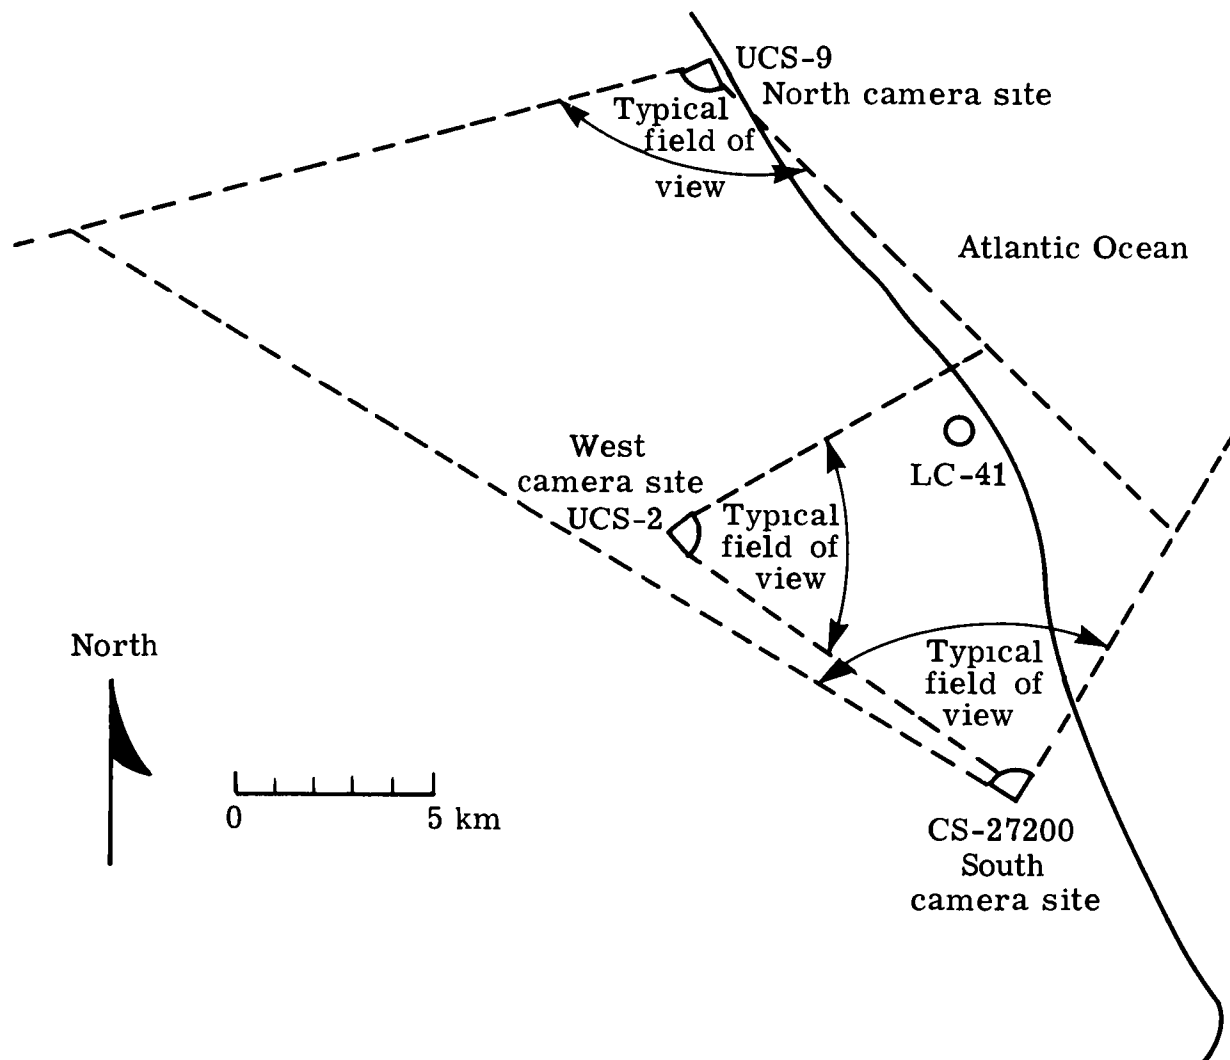 UCS-9
North camera site
Typical
field of
view
Atlantic Ocean
West
camera site
UCS-2
LC-41
Typical
field of
view
North
Typical
field of
view
0
5 km
CS-27200
South
camera site